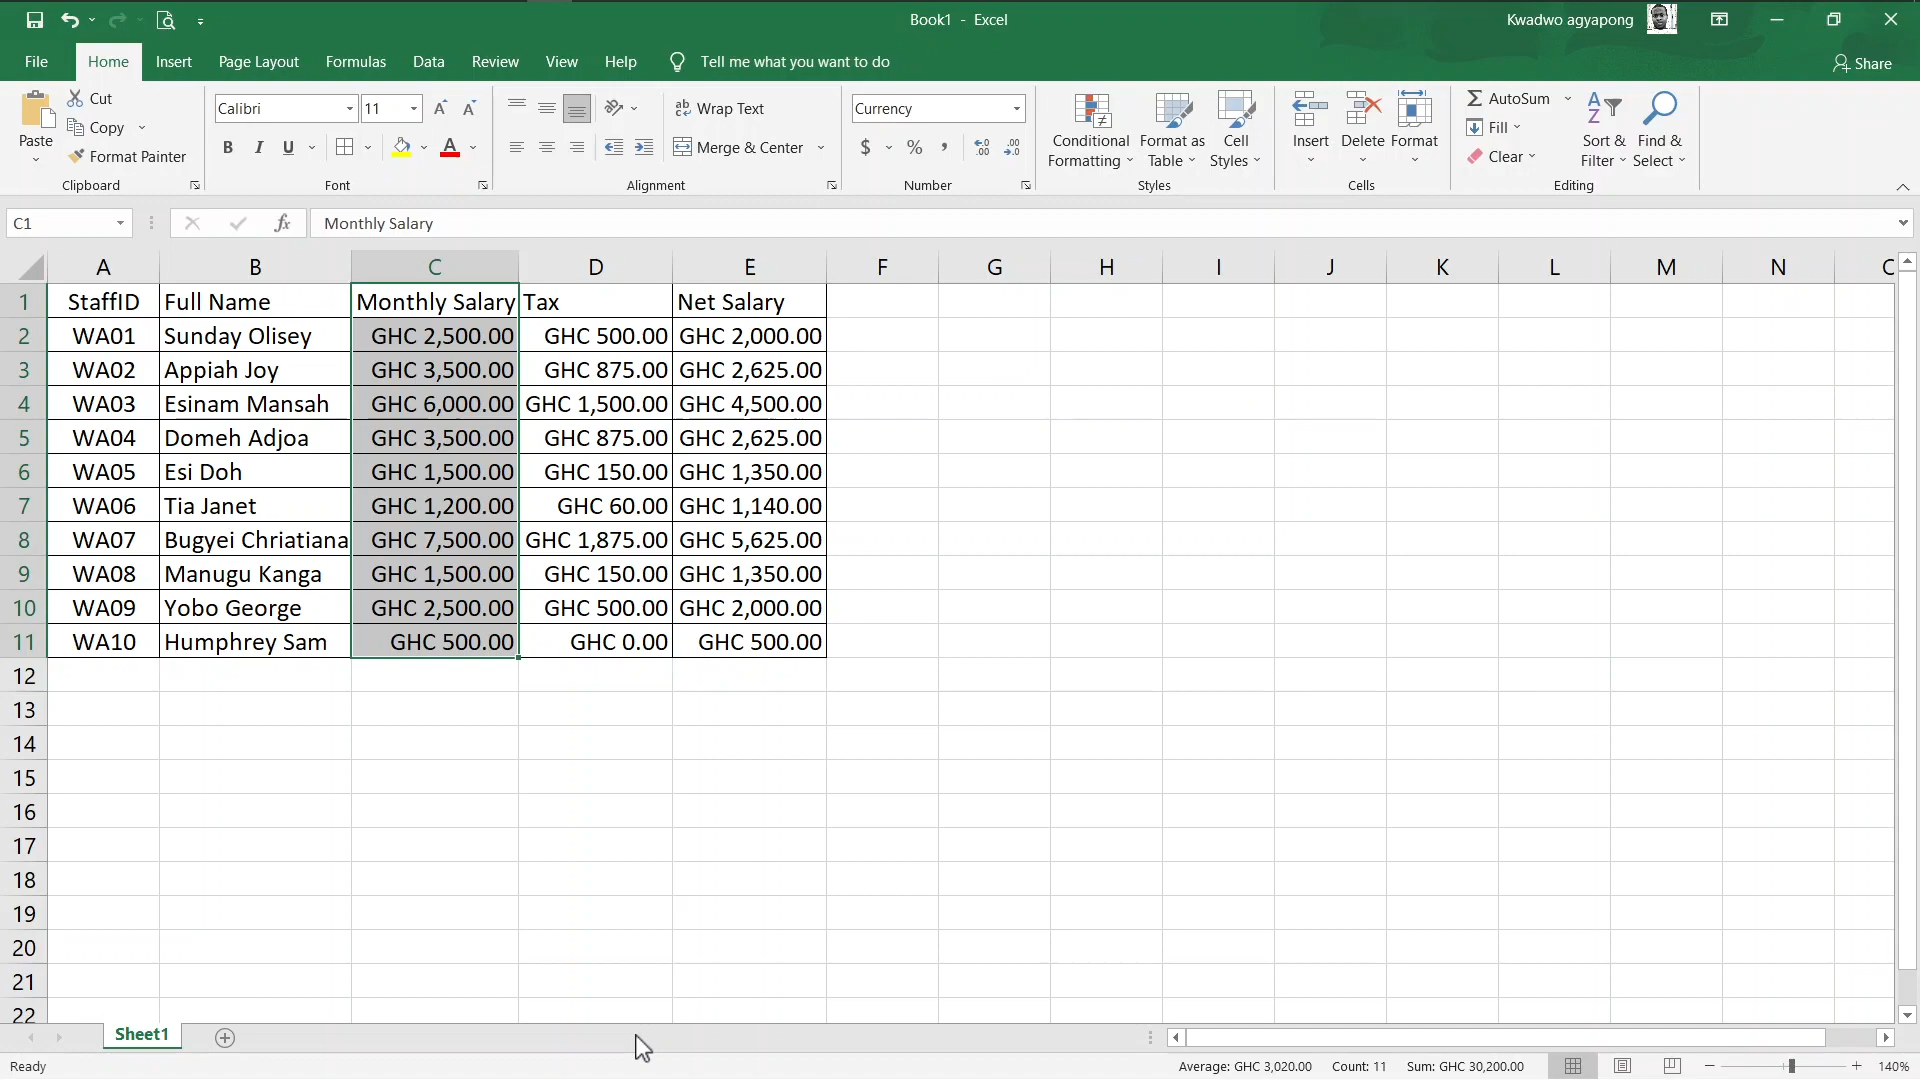 Book1 - Excel
Kwadwo agyapong
File Home Insert Page Layout Formulas Data Review View Help Tell me what you want to do
Share
Paste
Cut
Copy
Format Painter
Clipboard
Calibri 11
B I U
Font
Wrap Text
Merge & Center
Alignment
Currency
$ % ,
Number
Conditional Formatting
Format as Table
Cell Styles
Styles
Insert Delete Format
Cells
AutoSum
Fill
Clear
Sort & Filter
Find & Select
Editing
C1 fx Monthly Salary
A B C D E F G H I J K L M N
1 StaffID Full Name Monthly Salary Tax Net Salary
2 WA01 Sunday Olisey GHC 2,500.00 GHC 500.00 GHC 2,000.00
3 WA02 Appiah Joy GHC 3,500.00 GHC 875.00 GHC 2,625.00
4 WA03 Esinam Mansah GHC 6,000.00 GHC 1,500.00 GHC 4,500.00
5 WA04 Domeh Adjoa GHC 3,500.00 GHC 875.00 GHC 2,625.00
6 WA05 Esi Doh GHC 1,500.00 GHC 150.00 GHC 1,350.00
7 WA06 Tia Janet GHC 1,200.00 GHC 60.00 GHC 1,140.00
8 WA07 Bugyei Chriatiana GHC 7,500.00 GHC 1,875.00 GHC 5,625.00
9 WA08 Manugu Kanga GHC 1,500.00 GHC 150.00 GHC 1,350.00
10 WA09 Yobo George GHC 2,500.00 GHC 500.00 GHC 2,000.00
11 WA10 Humphrey Sam GHC 500.00 GHC 0.00 GHC 500.00
12
13
14
15
16
17
18
19
20
21
22
Sheet1
Ready Average: GHC 3,020.00 Count: 11 Sum: GHC 30,200.00 140%